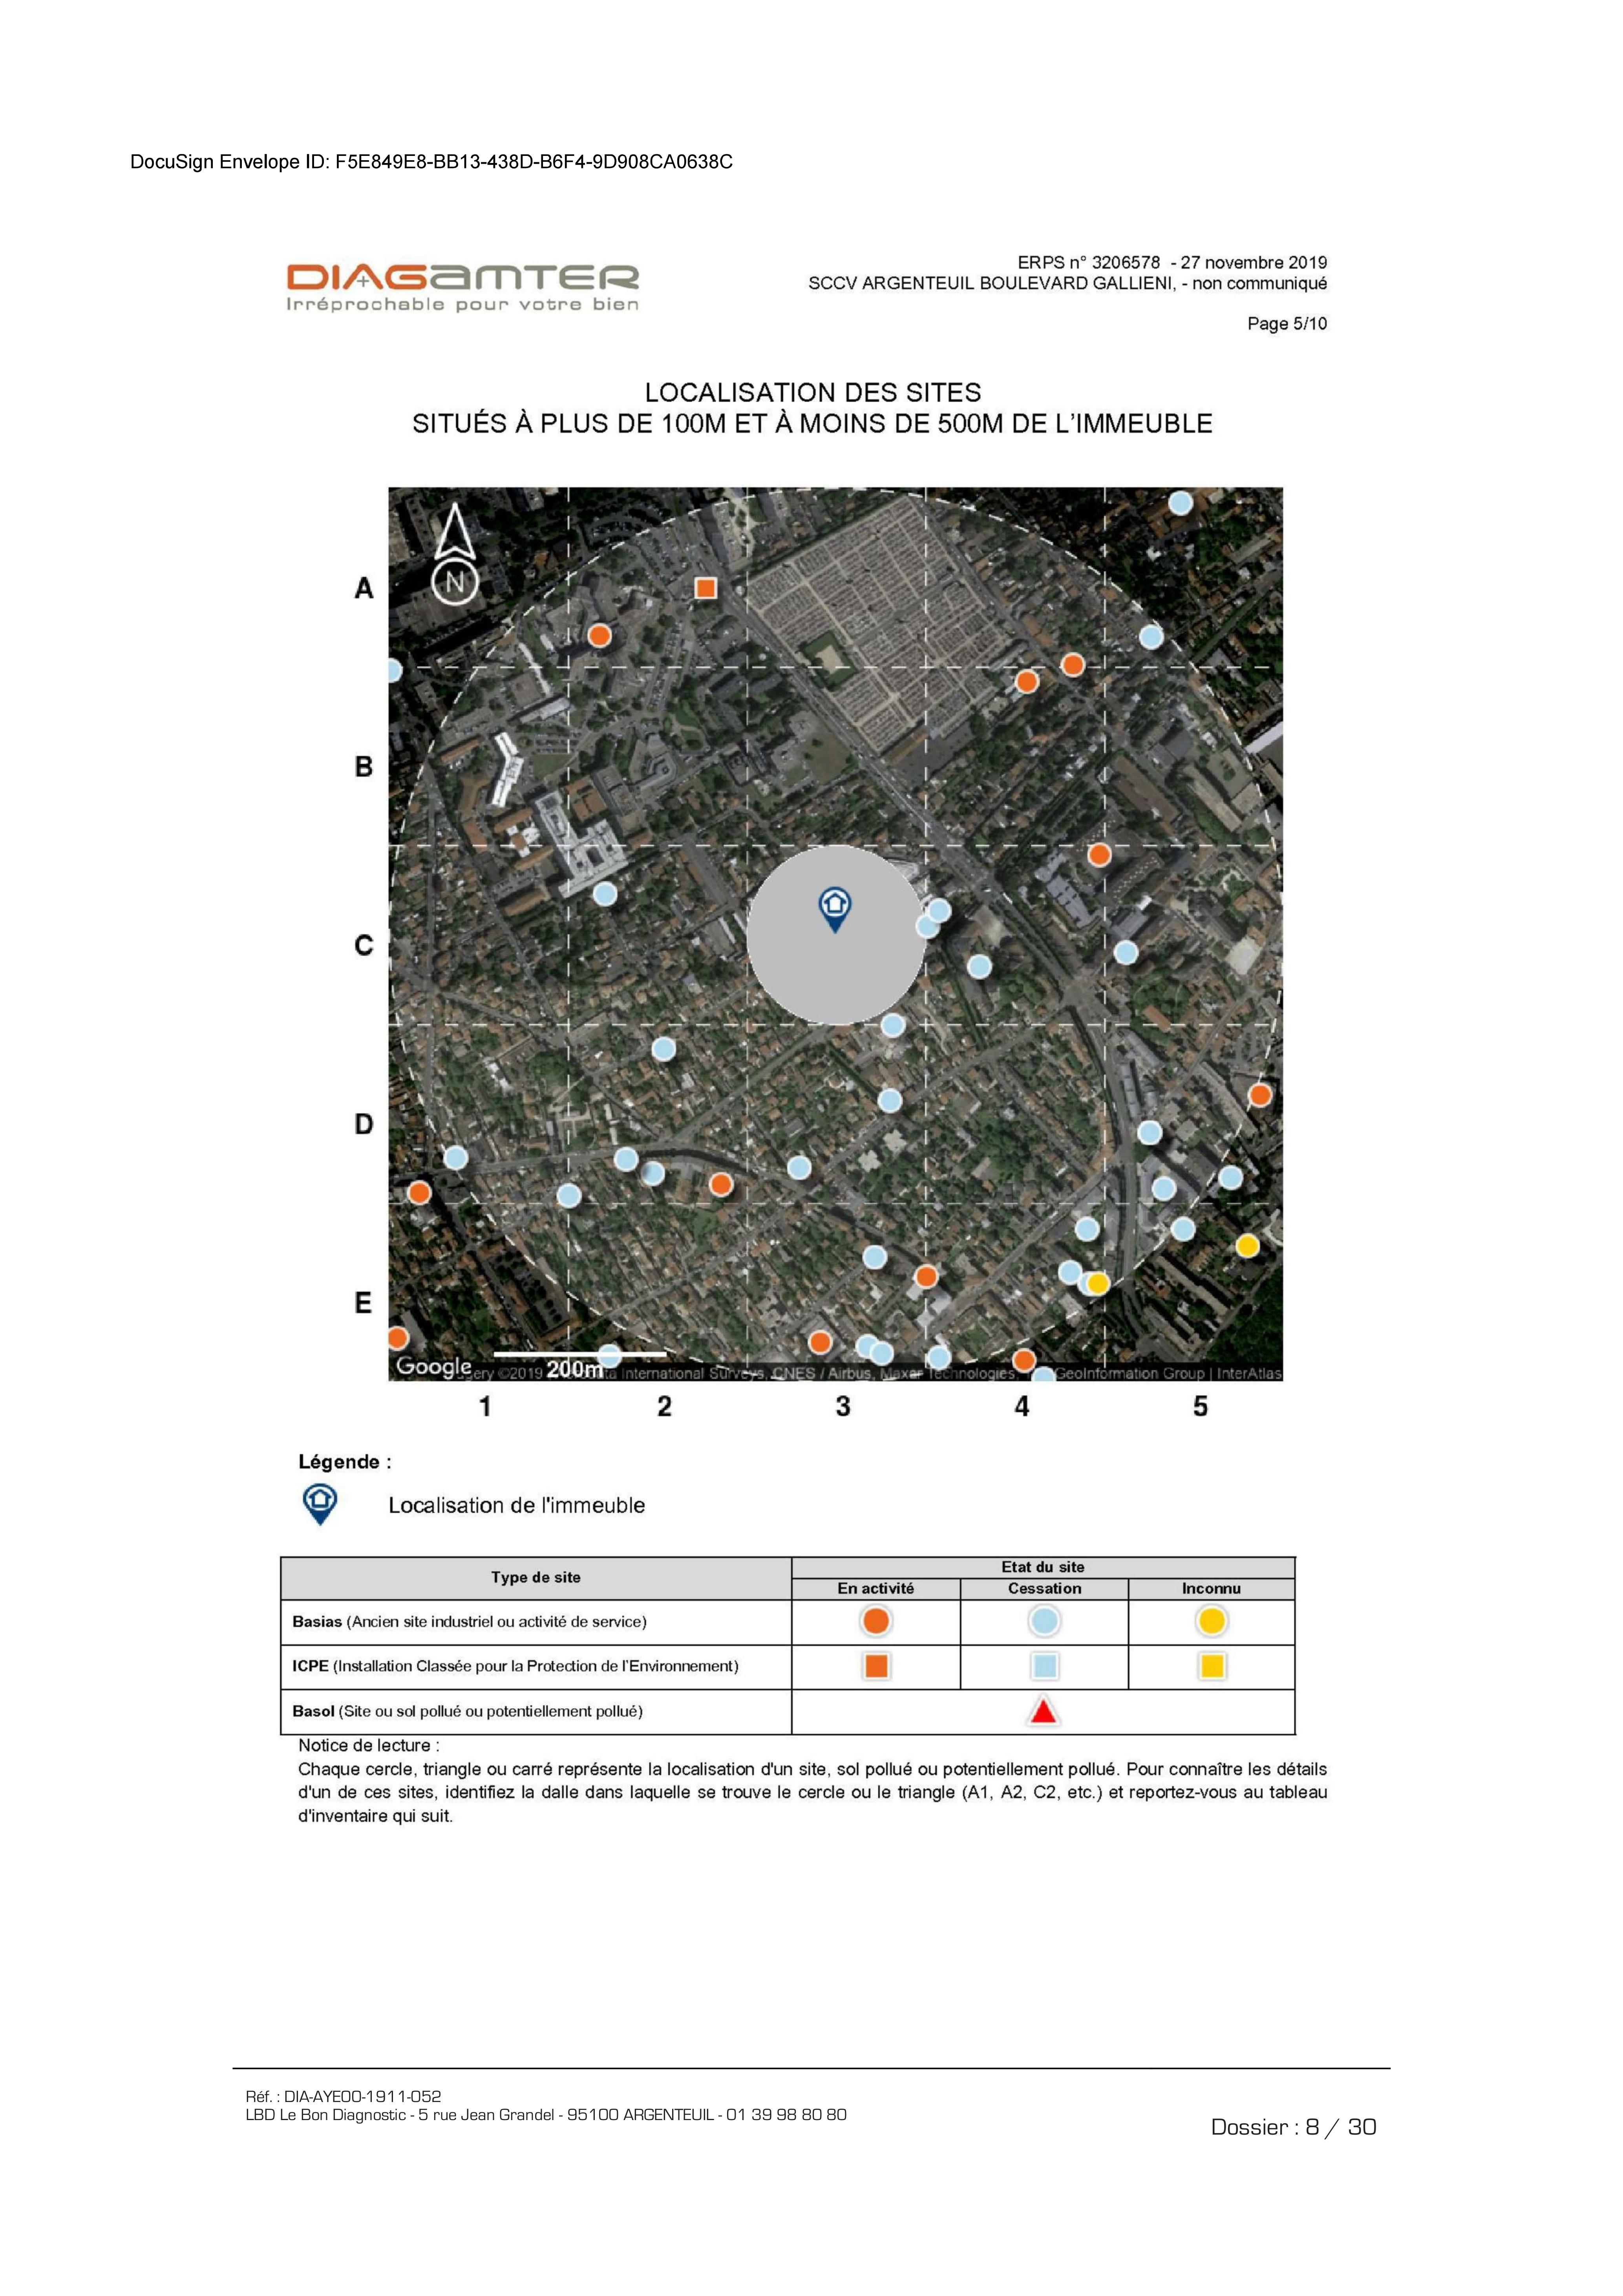 DocuSign Envelope ID: F5E849E8-BB13-438D-B6F4-9D908CA0638C
DIAGAMTER
Irréprochable pour votre bien
ERPS n° 3206578 - 27 novembre 2019
SCCV ARGENTEUIL BOULEVARD GALLIENI, - non communiqué
Page 5/10
LOCALISATION DES SITES
SITUÉS À PLUS DE 100M ET À MOINS DE 500M DE L'IMMEUBLE
N
A
B
C
D
E
Google
200m
©2019 International Surveys, CNES / Airbus, Maxar Technologies, GeoInformation Group | InterAtlas
1 2 3 4 5
Légende :
Localisation de l'immeuble
Type de site
Etat du site
En activité Cessation Inconnu
Basias (Ancien site industriel ou activité de service)
ICPE (Installation Classée pour la Protection de l'Environnement)
Basol (Site ou sol pollué ou potentiellement pollué)
Notice de lecture :
Chaque cercle, triangle ou carré représente la localisation d'un site, sol pollué ou potentiellement pollué. Pour connaître les détails
d'un de ces sites, identifiez la dalle dans laquelle se trouve le cercle ou le triangle (A1, A2, C2, etc.) et reportez-vous au tableau
d'inventaire qui suit.
Réf. : DIA-AYE00-1911-052
LBD Le Bon Diagnostic - 5 rue Jean Grandel - 95100 ARGENTEUIL - 01 39 98 80 80
Dossier : 8 / 30